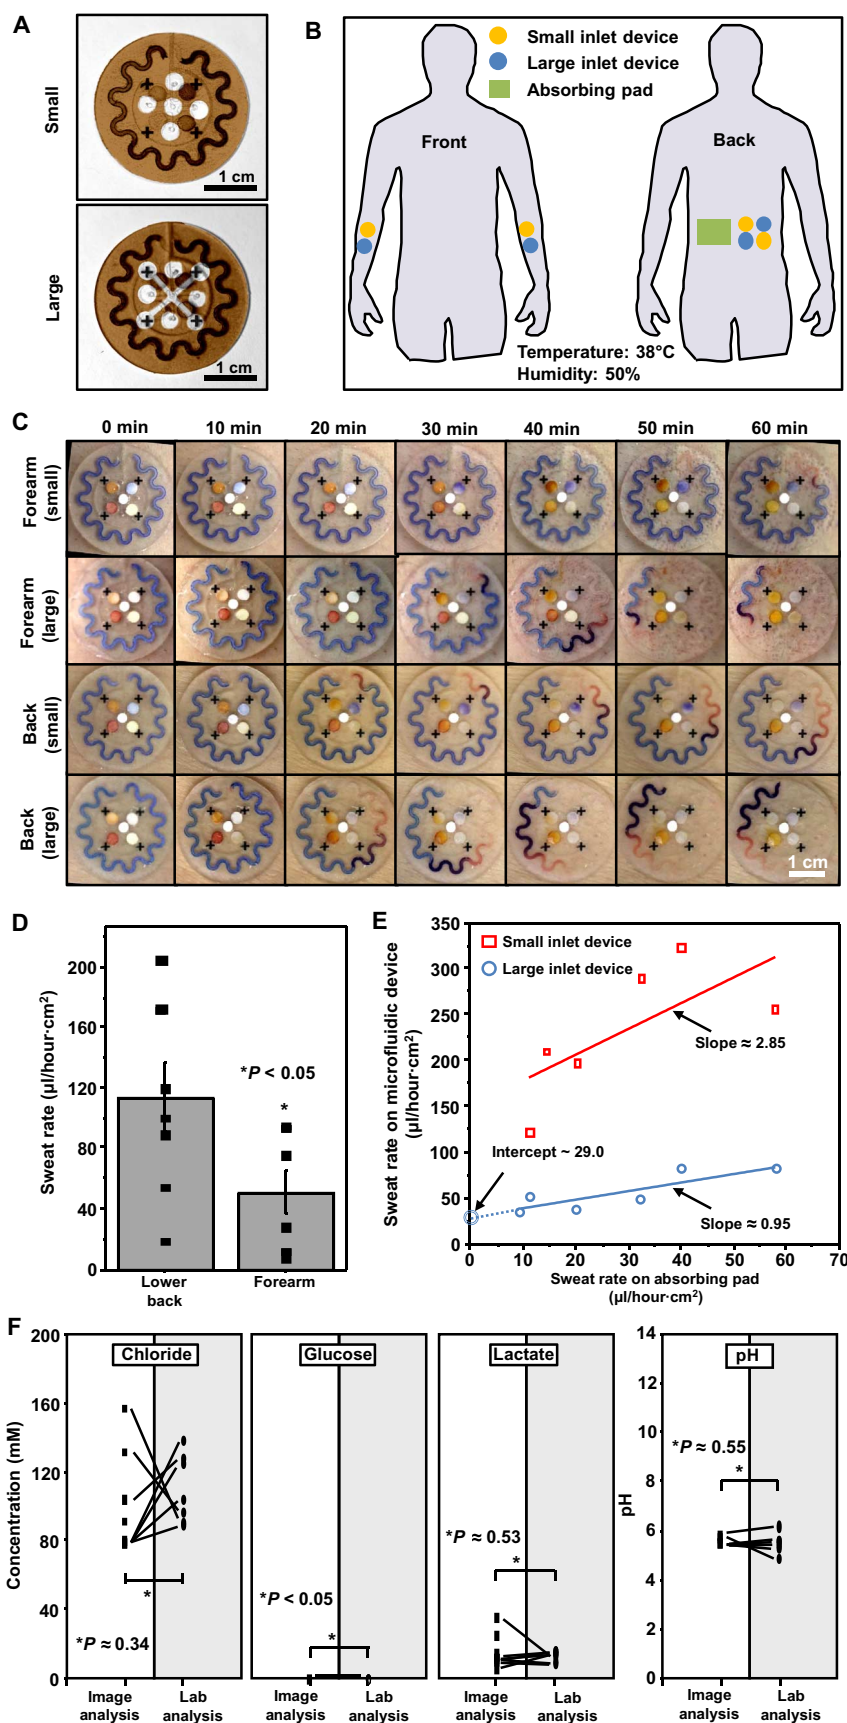 A
Small
1 cm
Large
1 cm
B
Small inlet device
Large inlet device
Absorbing pad
Front
Back
Temperature: 38°C
Humidity: 50%
C
0 min 10 min 20 min 30 min 40 min 50 min 60 min
Forearm
(small)
Forearm
(large)
Back
(small)
Back
(large)
1 cm
D
Sweat rate (µl/hour·cm²)
200
160
120
80
40
0
*P < 0.05
*
Lower
back
Forearm
E
Sweat rate on microfluidic device
(µl/hour·cm²)
350
300
250
200
150
100
50
0
Small inlet device
Large inlet device
Slope ≈ 2.85
Intercept ~ 29.0
Slope ≈ 0.95
0 10 20 30 40 50 60 70
Sweat rate on absorbing pad
(µl/hour·cm²)
F
Concentration (mM)
200
160
120
80
40
0
Chloride
*
*P ≈ 0.34
Image
analysis
Lab
analysis
Glucose
*P < 0.05
*
Image
analysis
Lab
analysis
Lactate
*P ≈ 0.53
*
Image
analysis
Lab
analysis
pH
14
12
10
8
6
4
2
0
pH
*P ≈ 0.55
*
Image
analysis
Lab
analysis